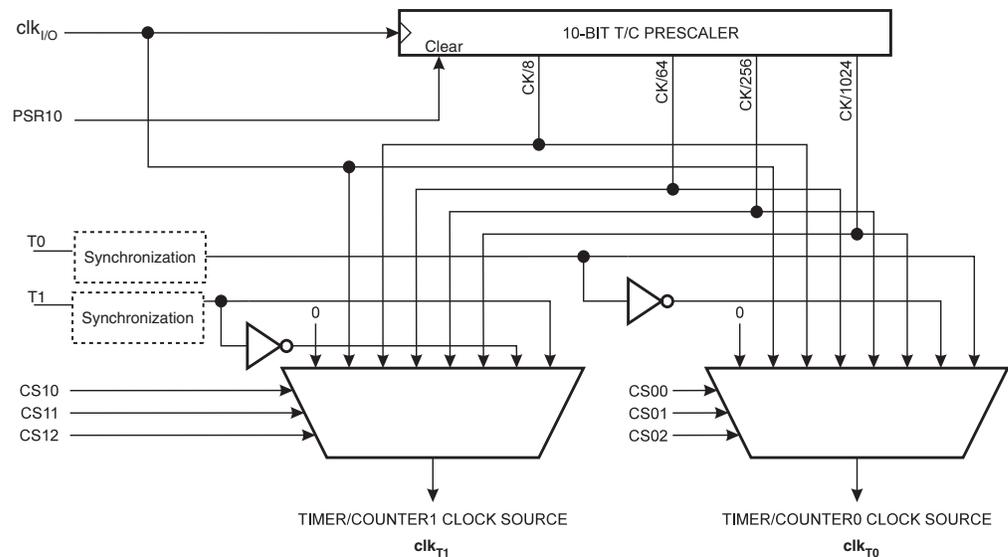 clkI/O
10-BIT T/C PRESCALER
Clear
CK/8
CK/64
CK/256
CK/1024
PSR10
T0
Synchronization
T1
Synchronization
0
0
CS10
CS11
CS12
CS00
CS01
CS02
TIMER/COUNTER1 CLOCK SOURCE
clkT1
TIMER/COUNTER0 CLOCK SOURCE
clkT0